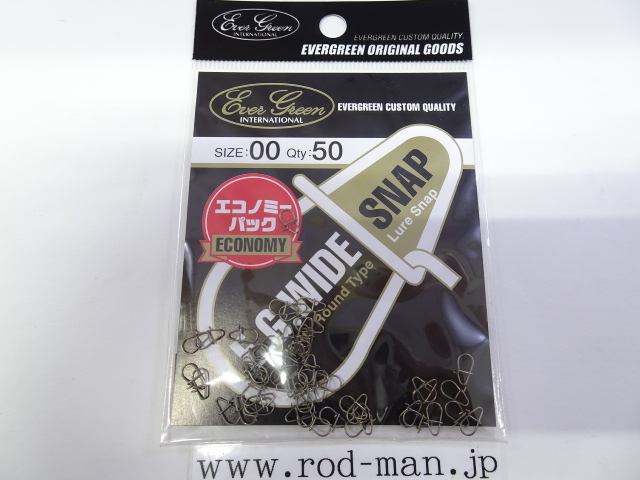 Ever Green
INTERNATIONAL
EVERGREEN CUSTOM QUALITY.
EVERGREEN ORIGINAL GOODS
Ever Green
INTERNATIONAL
EVERGREEN CUSTOM QUALITY
SIZE:00 Qty:50
エコノミー
パック
ECONOMY
G.WIDE SNAP
Round Type Lure Snap
www.rod-man.jp